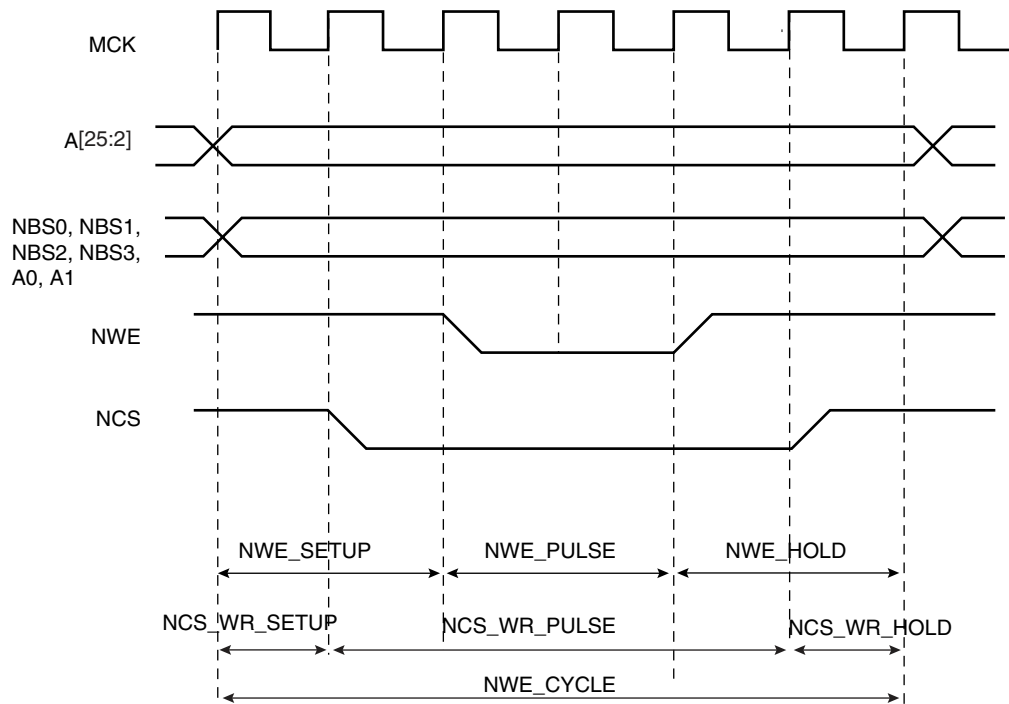 MCK
A[25:2]
NBS0, NBS1,
NBS2, NBS3,
A0, A1
NWE
NCS
NWE_SETUP NWE_PULSE NWE_HOLD
NCS_WR_SETUP NCS_WR_PULSE NCS_WR_HOLD
NWE_CYCLE